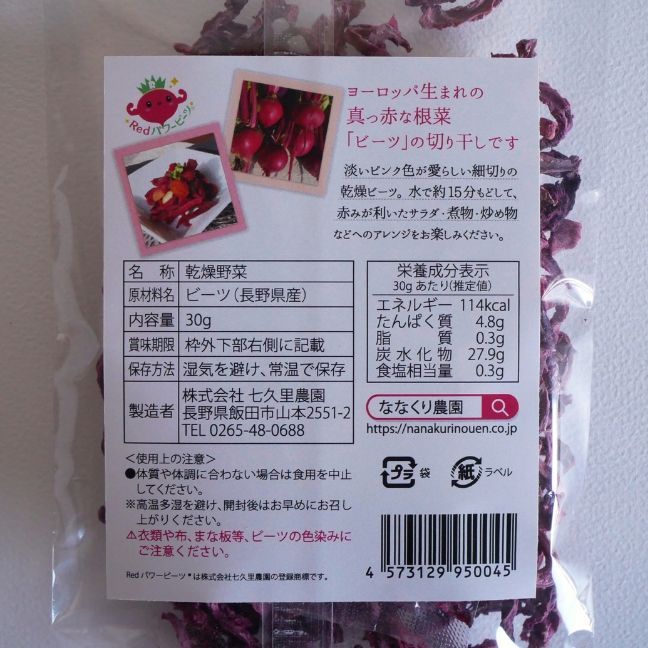 Redパワービーツ
ヨーロッパ生まれの
真っ赤な根菜
「ビーツ」の切り干しです
淡いピンク色が愛らしい細切りの
乾燥ビーツ。水で約15分もどして、
赤みが利いたサラダ・煮物・炒め物
などへのアレンジをお楽しみください。
名 称 乾燥野菜
原材料名 ビーツ(長野県産)
内容量 30g
賞味期限 枠外下部右側に記載
保存方法 湿気を避け、常温で保存
製造者 株式会社 七久里農園
長野県飯田市山本2551-2
TEL 0265-48-0688
栄養成分表示
30gあたり(推定値)
エネルギー 114kcal
たんぱく質 4.8g
脂 質 0.3g
炭水化物 27.9g
食塩相当量 0.3g
ななくり農園
https://nanakurinouen.co.jp
<使用上の注意>
●体質や体調に合わない場合は食用を中止
してください。
※高温多湿を避け、開封後はお早めにお召し
上がりください。
⚠衣類や布、まな板等、ビーツの色染みに
ご注意ください。
Redパワービーツ®は株式会社七久里農園の登録商標です。
プラ 袋
紙 ラベル
4 573129 950045